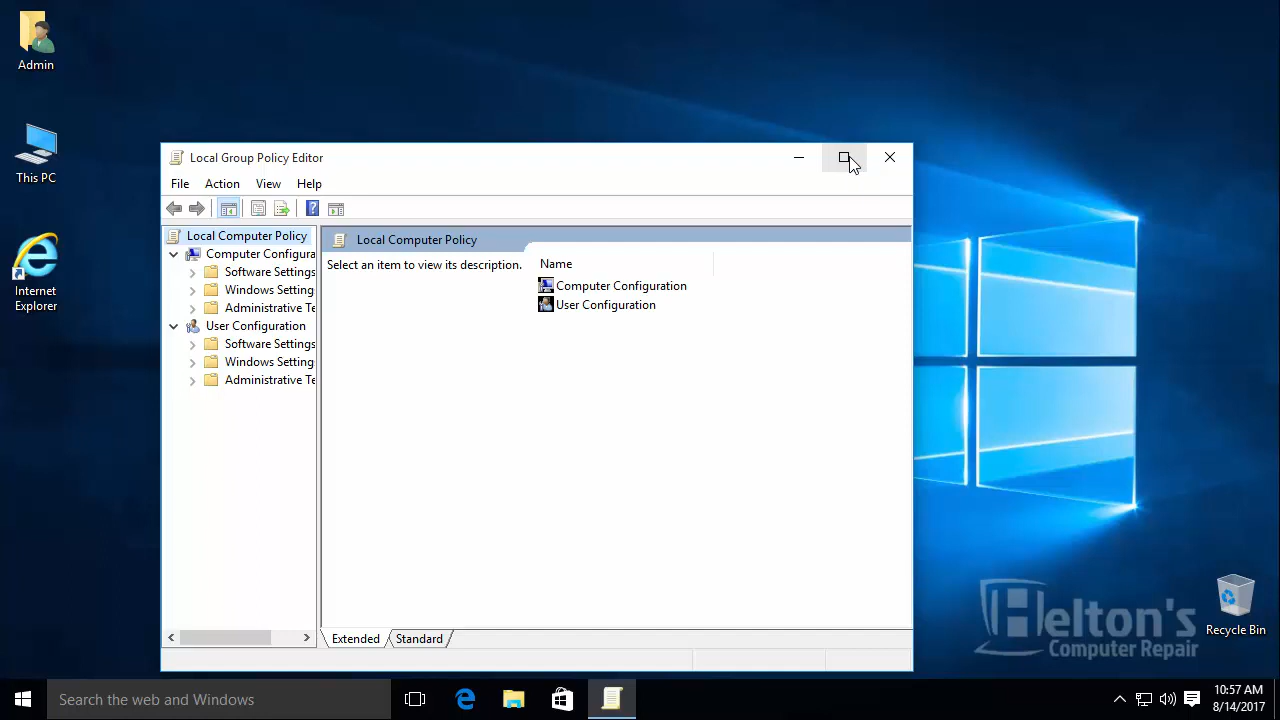 Admin
This PC
Internet
Explorer
Local Group Policy Editor
File Action View Help
Local Computer Policy
Computer Configura
Software Settings
Windows Setting
Administrative Te
User Configuration
Software Settings
Windows Setting
Administrative Te
Local Computer Policy
Select an item to view its description.
Name
Computer Configuration
User Configuration
Extended Standard
Helton's
Computer Repair
Recycle Bin
Search the web and Windows
10:57 AM
8/14/2017